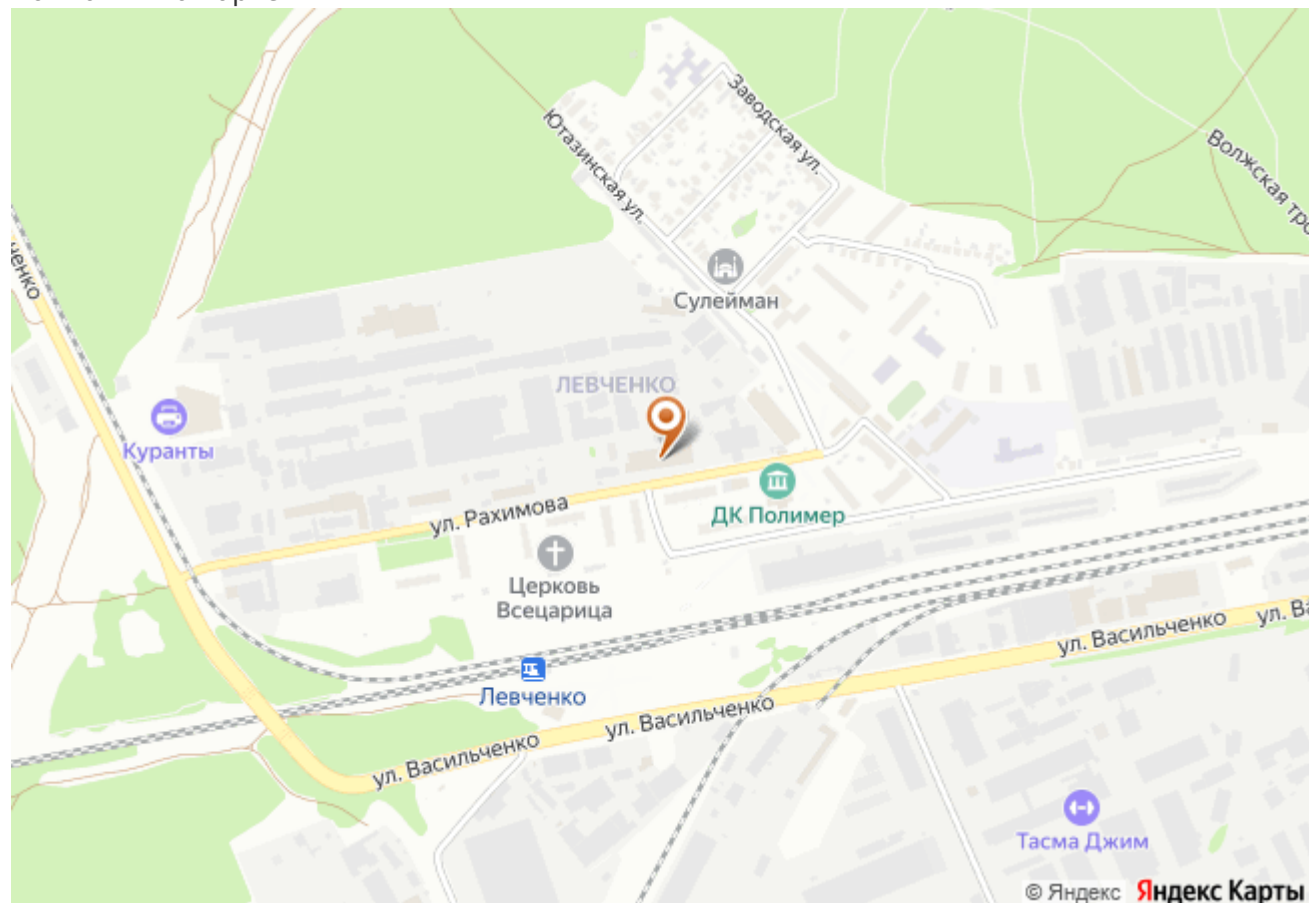 Заводская ул.
Ютазинская ул.
Волжская тро
Сулейман
ЛЕВЧЕНКО
Куранты
ул. Рахимова
ДК Полимер
Церковь
Всецарица
Левченко
ул. Васильченко
ул. Васильченко
ул. Васильченко
ул. Ва
Тасма Джим
© Яндекс Яндекс Карты